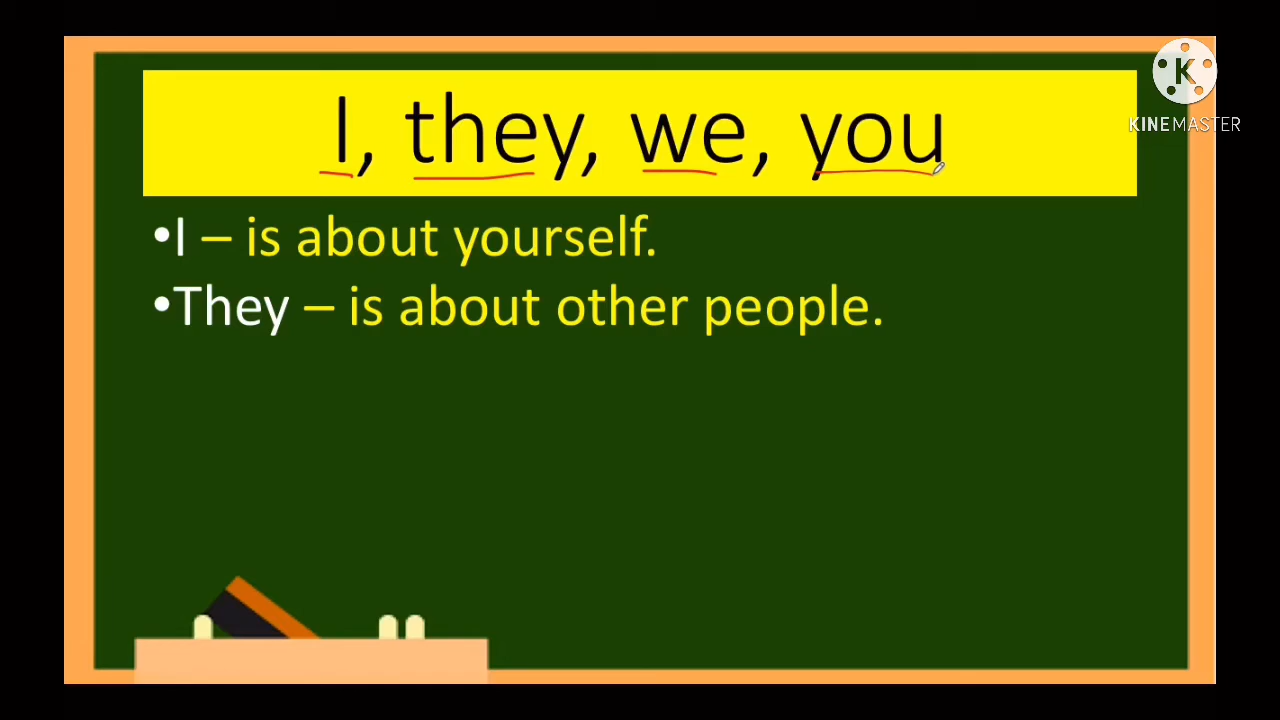 I, they, we, you
K
KINEMASTER
•I – is about yourself.
•They – is about other people.